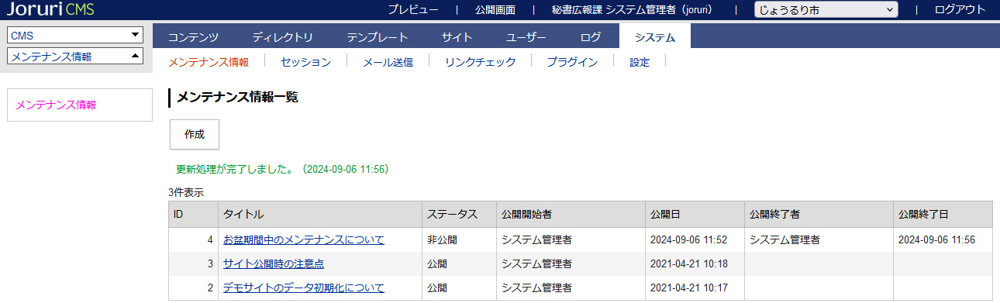 Joruri CMS プレビュー | 公開画面 | 秘書広報課 システム管理者（joruri） | じょうるり市 | ログアウト
CMS
メンテナンス情報
コンテンツ ディレクトリ テンプレート サイト ユーザー ログ システム
メンテナンス情報 セッション メール送信 リンクチェック プラグイン 設定
メンテナンス情報
メンテナンス情報一覧
作成
更新処理が完了しました。（2024-09-06 11:56）
3件表示
ID タイトル ステータス 公開開始者 公開日 公開終了者 公開終了日
4 お盆期間中のメンテナンスについて 非公開 システム管理者 2024-09-06 11:52 システム管理者 2024-09-06 11:56
3 サイト公開時の注意点 公開 システム管理者 2021-04-21 10:18
2 デモサイトのデータ初期化について 公開 システム管理者 2021-04-21 10:17